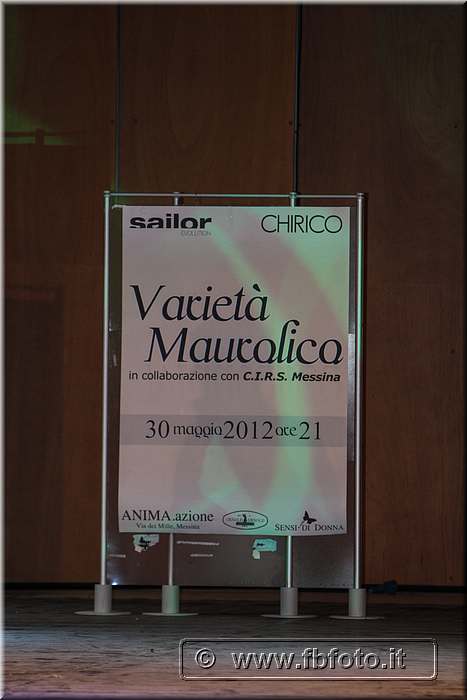 sailor CHIRICO
EVOLUTION
Varietà
Maurolico
in collaborazione con C.I.R.S. Messina
30 maggio 2012 ore 21
ANIMA.azione
Via dei Mille, Messina
SENSI DI DONNA
© www.fbfoto.it